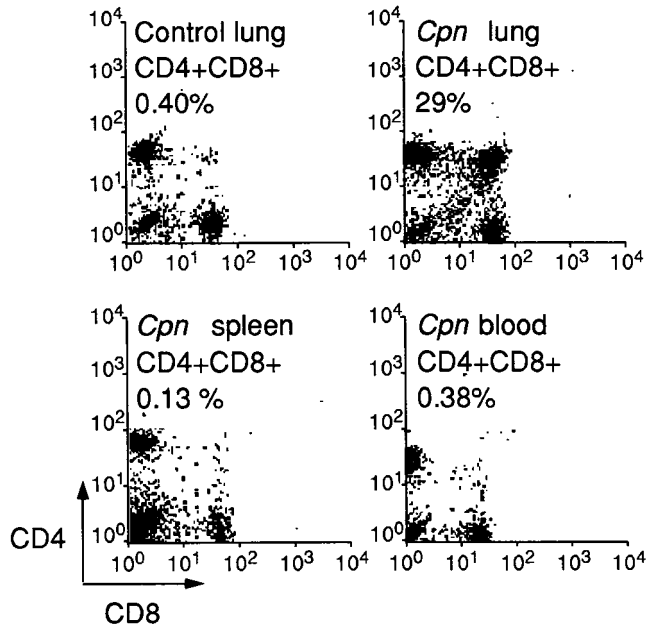 Control lung
CD4+CD8+
0.40%
10⁴
10³
10²
10¹
10⁰
10⁰ 10¹ 10² 10³ 10⁴
Cpn lung
CD4+CD8+
29%
10⁴
10³
10²
10¹
10⁰
10⁰ 10¹ 10² 10³ 10⁴
Cpn spleen
CD4+CD8+
0.13 %
10⁴
10³
10²
10¹
10⁰
10⁰ 10¹ 10² 10³ 10⁴
Cpn blood
CD4+CD8+
0.38%
10⁴
10³
10²
10¹
10⁰
10⁰ 10¹ 10² 10³ 10⁴
CD4
CD8